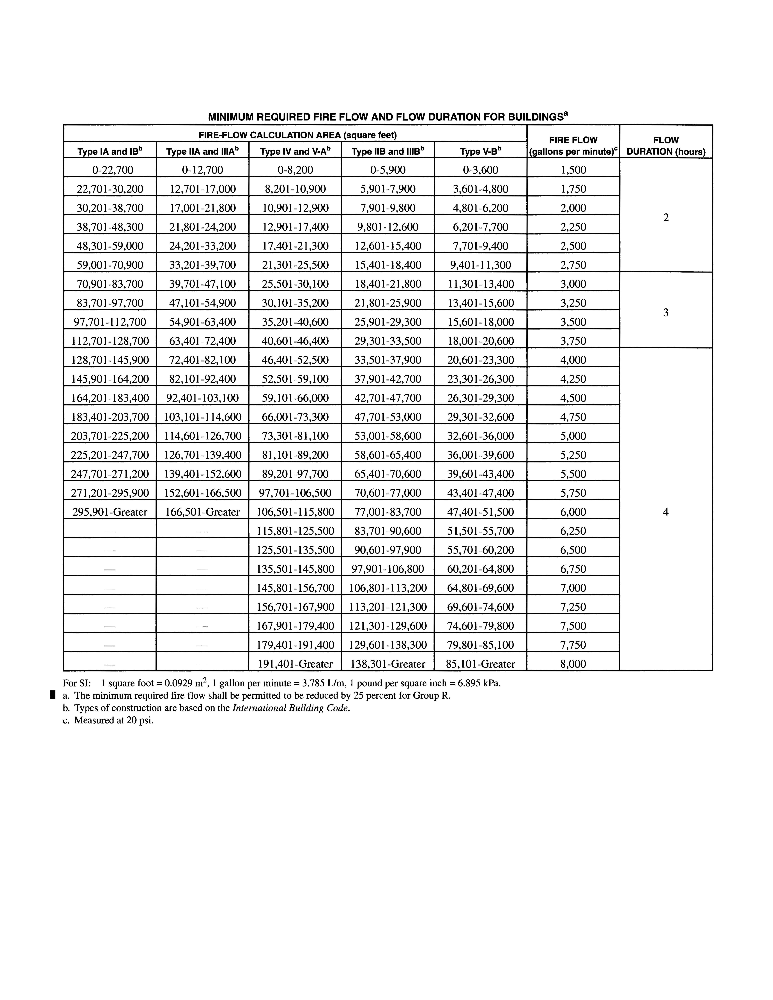 MINIMUM REQUIRED FIRE FLOW AND FLOW DURATION FOR BUILDINGSa
FIRE-FLOW CALCULATION AREA (square feet) FIRE FLOW (gallons per minute)c FLOW DURATION (hours)
Type IA and IBb Type IIA and IIIAb Type IV and V-Ab Type IIB and IIIBb Type V-Bb
0-22,700 0-12,700 0-8,200 0-5,900 0-3,600 1,500
22,701-30,200 12,701-17,000 8,201-10,900 5,901-7,900 3,601-4,800 1,750
30,201-38,700 17,001-21,800 10,901-12,900 7,901-9,800 4,801-6,200 2,000
2
38,701-48,300 21,801-24,200 12,901-17,400 9,801-12,600 6,201-7,700 2,250
48,301-59,000 24,201-33,200 17,401-21,300 12,601-15,400 7,701-9,400 2,500
59,001-70,900 33,201-39,700 21,301-25,500 15,401-18,400 9,401-11,300 2,750
70,901-83,700 39,701-47,100 25,501-30,100 18,401-21,800 11,301-13,400 3,000
83,701-97,700 47,101-54,900 30,101-35,200 21,801-25,900 13,401-15,600 3,250
3
97,701-112,700 54,901-63,400 35,201-40,600 25,901-29,300 15,601-18,000 3,500
112,701-128,700 63,401-72,400 40,601-46,400 29,301-33,500 18,001-20,600 3,750
128,701-145,900 72,401-82,100 46,401-52,500 33,501-37,900 20,601-23,300 4,000
145,901-164,200 82,101-92,400 52,501-59,100 37,901-42,700 23,301-26,300 4,250
164,201-183,400 92,401-103,100 59,101-66,000 42,701-47,700 26,301-29,300 4,500
183,401-203,700 103,101-114,600 66,001-73,300 47,701-53,000 29,301-32,600 4,750
203,701-225,200 114,601-126,700 73,301-81,100 53,001-58,600 32,601-36,000 5,000
225,201-247,700 126,701-139,400 81,101-89,200 58,601-65,400 36,001-39,600 5,250
247,701-271,200 139,401-152,600 89,201-97,700 65,401-70,600 39,601-43,400 5,500
271,201-295,900 152,601-166,500 97,701-106,500 70,601-77,000 43,401-47,400 5,750
295,901-Greater 166,501-Greater 106,501-115,800 77,001-83,700 47,401-51,500 6,000 4
— — 115,801-125,500 83,701-90,600 51,501-55,700 6,250
— — 125,501-135,500 90,601-97,900 55,701-60,200 6,500
— — 135,501-145,800 97,901-106,800 60,201-64,800 6,750
— — 145,801-156,700 106,801-113,200 64,801-69,600 7,000
— — 156,701-167,900 113,201-121,300 69,601-74,600 7,250
— — 167,901-179,400 121,301-129,600 74,601-79,800 7,500
— — 179,401-191,400 129,601-138,300 79,801-85,100 7,750
— — 191,401-Greater 138,301-Greater 85,101-Greater 8,000
For SI: 1 square foot = 0.0929 m2, 1 gallon per minute = 3.785 L/m, 1 pound per square inch = 6.895 kPa.
a. The minimum required fire flow shall be permitted to be reduced by 25 percent for Group R.
b. Types of construction are based on the International Building Code.
c. Measured at 20 psi.